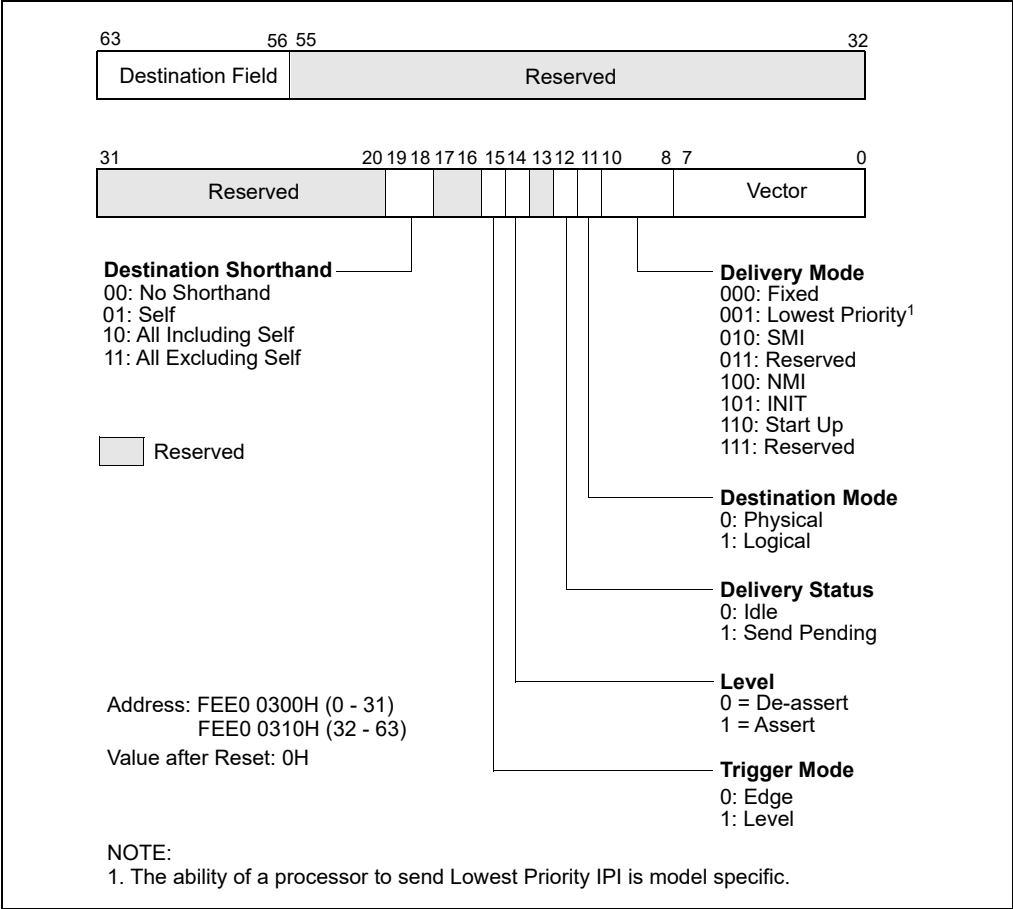 63 56 55 32
Destination Field Reserved
31 20 19 18 17 16 15 14 13 12 11 10 8 7 0
Reserved Vector
Destination Shorthand
00: No Shorthand
01: Self
10: All Including Self
11: All Excluding Self
Reserved
Delivery Mode
000: Fixed
001: Lowest Priority1
010: SMI
011: Reserved
100: NMI
101: INIT
110: Start Up
111: Reserved
Destination Mode
0: Physical
1: Logical
Delivery Status
0: Idle
1: Send Pending
Level
0 = De-assert
1 = Assert
Trigger Mode
0: Edge
1: Level
Address: FEE0 0300H (0 - 31)
FEE0 0310H (32 - 63)
Value after Reset: 0H
NOTE:
1. The ability of a processor to send Lowest Priority IPI is model specific.